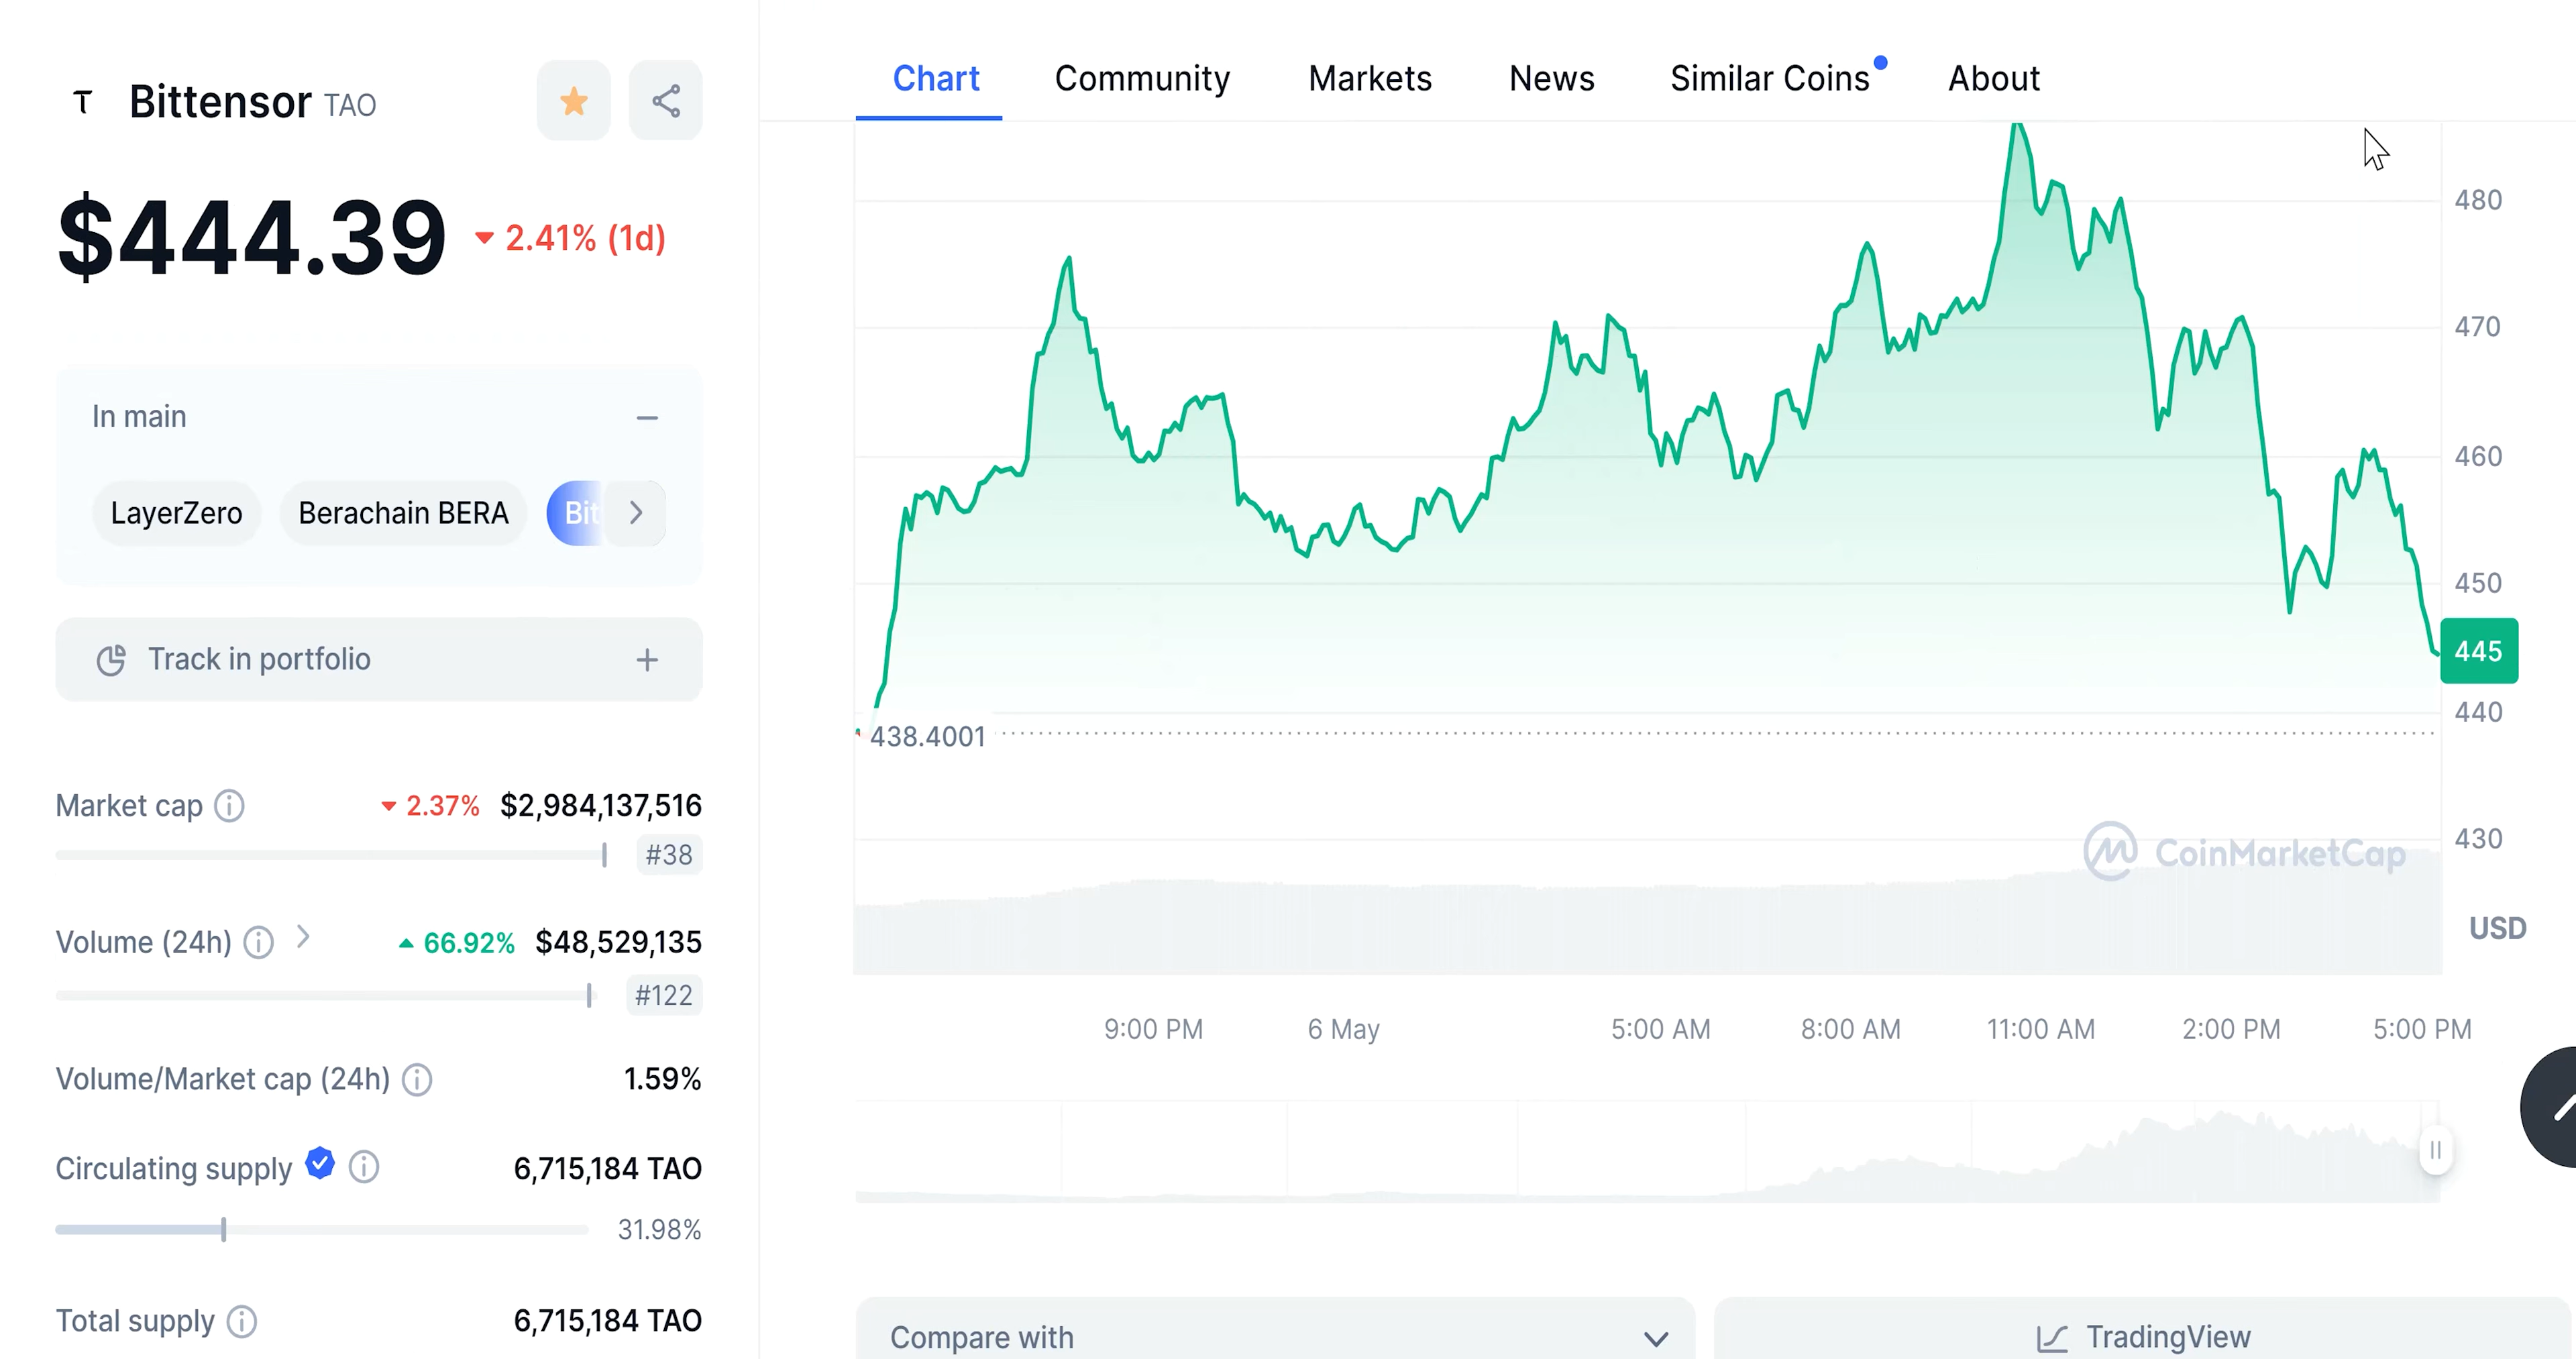 τ Bittensor TAO
$444.39 2.41% (1d)
In main
LayerZero Berachain BERA Bit
Track in portfolio
Market cap 2.37% $2,984,137,516
#38
Volume (24h) 66.92% $48,529,135
#122
Volume/Market cap (24h) 1.59%
Circulating supply 6,715,184 TAO
31.98%
Total supply 6,715,184 TAO
Chart Community Markets News Similar Coins About
480
470
460
450
445
440
438.4001
430
CoinMarketCap
USD
9:00 PM 6 May 5:00 AM 8:00 AM 11:00 AM 2:00 PM 5:00 PM
Compare with TradingView